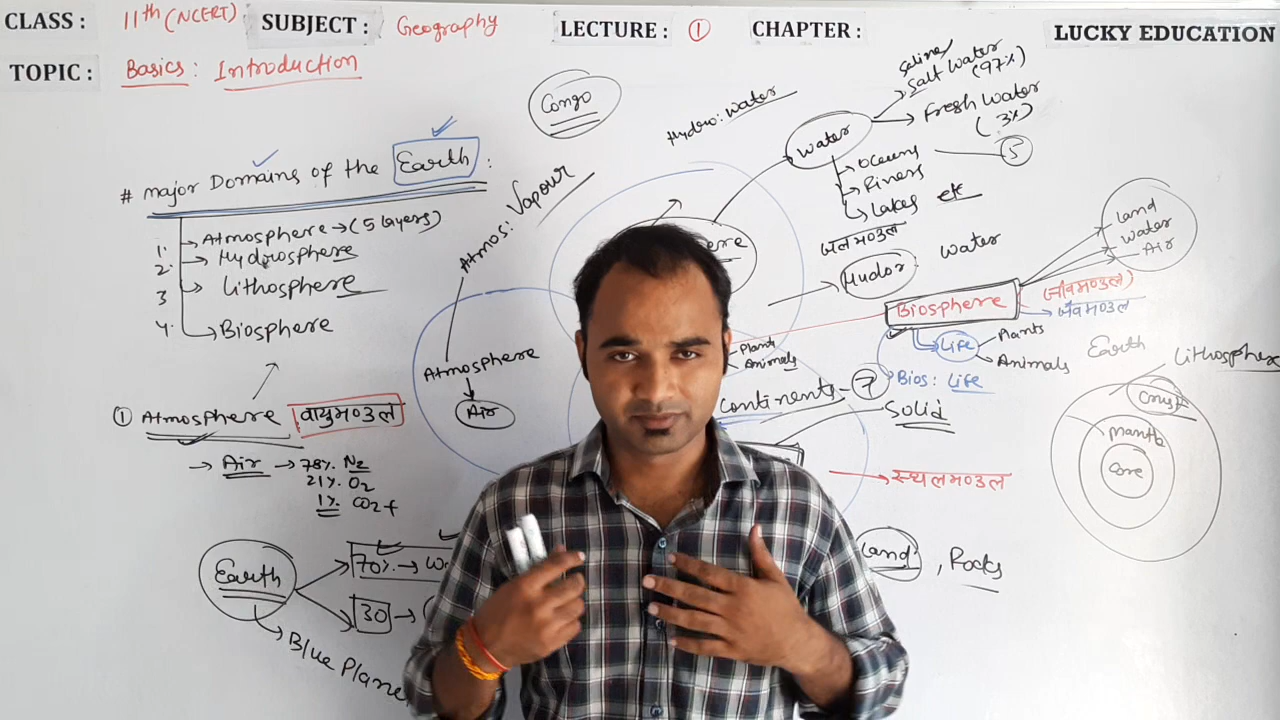 CLASS : 11th (NCERT) SUBJECT : Geography LECTURE : ① CHAPTER : LUCKY EDUCATION
TOPIC : Basics : Introduction
Congo
# major Domains of the Earth :
1. Atmosphere → (5 layers)
2. Hydrosphere
3 Lithosphere
4. Biosphere
① Atmosphere वायुमण्डल
→ Air → 78% N2
21% O2
1% CO2 +
Earth
70% →
30 →
Blue Plane
Atmos: Vapour
Atmosphere
Air
Hydro: water
water
Saline
Salt water
(97%)
Fresh water
(3%)
Oceans 5
Rivers
Lakes etc
जलमण्डल
Hudor: water
Biosphere
Land
Water
Air
(जीवमण्डल)
जैवमण्डल
Life
Plants
Animals
Bios: Life
Plants
Animals
Continents - 7
Solid
स्थलमण्डल
Land , Rocks
Earth
Lithospher
Crust
Mantle
Core